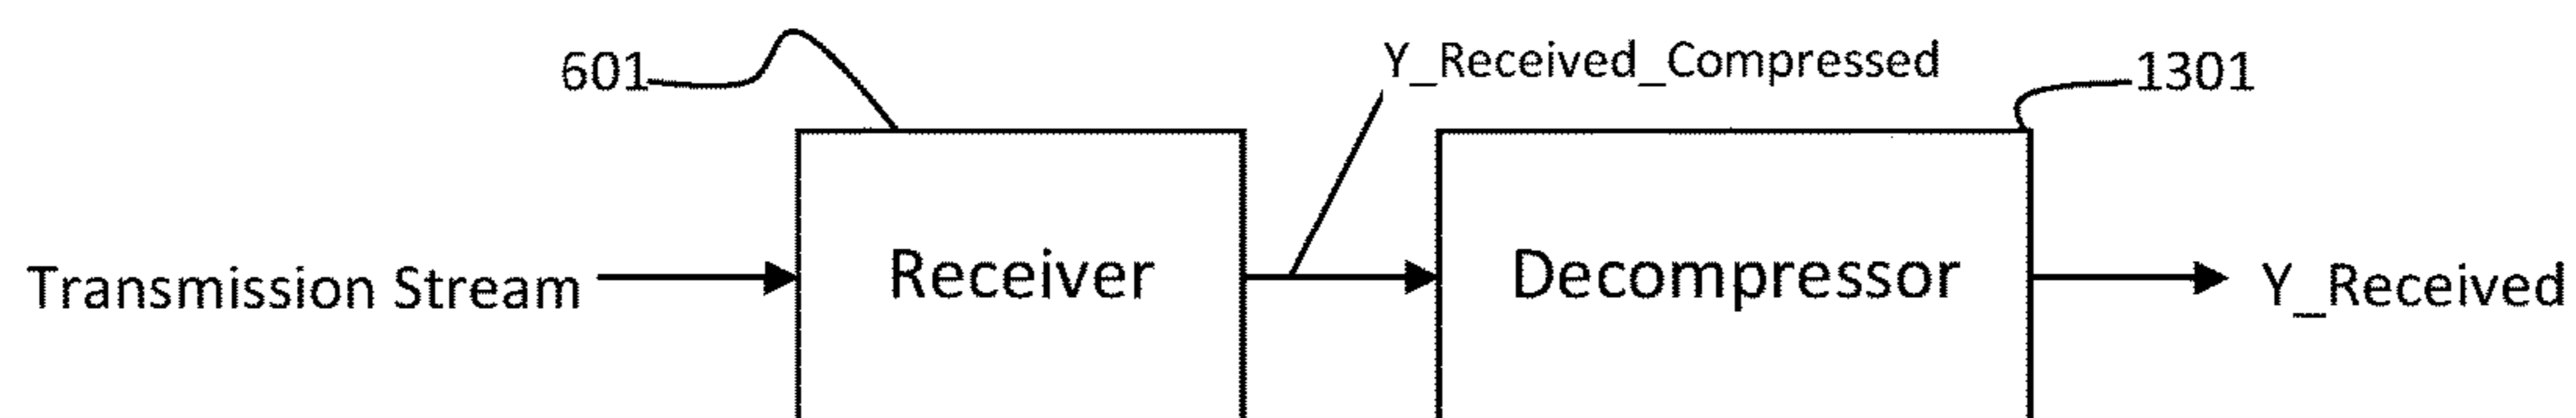 601
Y_Received_Compressed
1301
Transmission Stream
Receiver
Decompressor
Y_Received